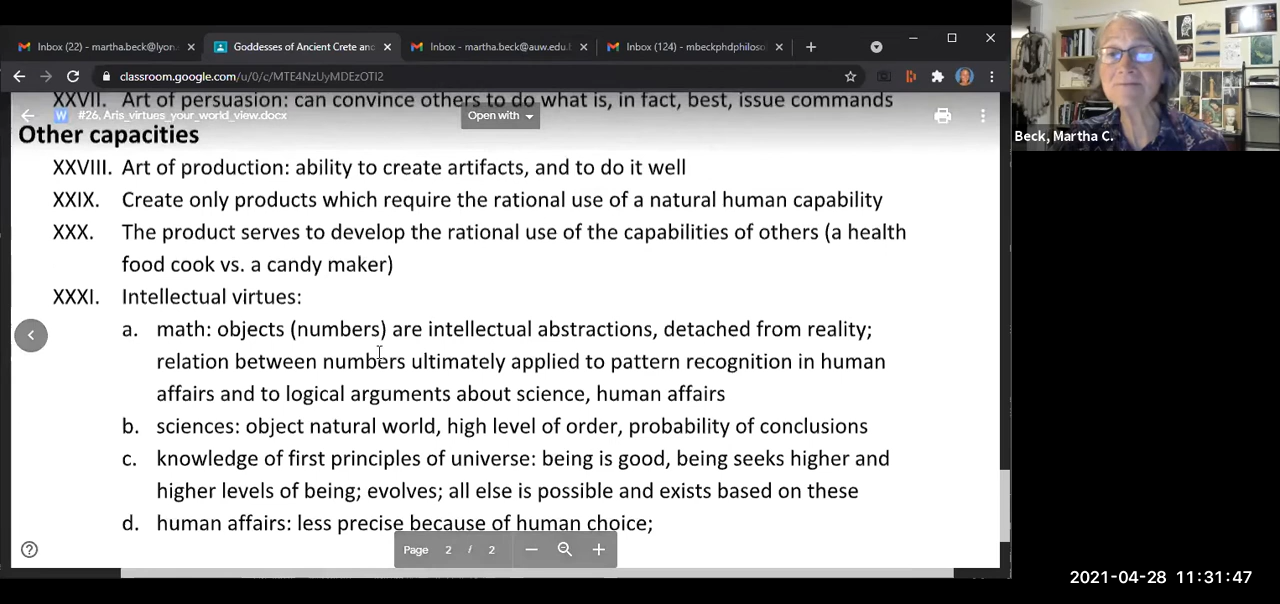 Inbox (22) - martha.beck@lyon.
Goddesses of Ancient Crete and
Inbox - martha.beck@auw.edu.
Inbox (124) - mbeckphdphiloso
classroom.google.com/u/0/c/MTE4NzUyMDEzOTI2
XXVII. Art of persuasion: can convince others to do what is, in fact, best, issue commands
W #26, Aris_virtues_your_world_view.docx
Open with
Other capacities
XXVIII. Art of production: ability to create artifacts, and to do it well
XXIX. Create only products which require the rational use of a natural human capability
XXX. The product serves to develop the rational use of the capabilities of others (a health
food cook vs. a candy maker)
XXXI. Intellectual virtues:
a. math: objects (numbers) are intellectual abstractions, detached from reality;
relation between numbers ultimately applied to pattern recognition in human
affairs and to logical arguments about science, human affairs
b. sciences: object natural world, high level of order, probability of conclusions
c. knowledge of first principles of universe: being is good, being seeks higher and
higher levels of being; evolves; all else is possible and exists based on these
d. human affairs: less precise because of human choice;
Page 2 / 2
Beck, Martha C.
2021-04-28 11:31:47